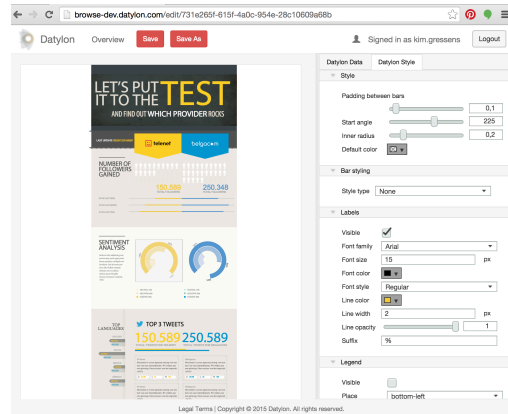 browse-dev.datylon.com/edit/731e265f-615f-4a0c-954e-28c10609a68b
Datylon
Overview
Save
Save As
Signed in as kim.gressens
Logout
LET'S PUT
IT TO THE
TEST
AND FIND OUT WHICH PROVIDER ROCKS
telenet
belgacom
NUMBER OF
FOLLOWERS
GAINED
150.589
250.348
SENTIMENT
ANALYSIS
TOP
LANGUAGES
TOP 3 TWEETS
150.589
250.589
Datylon Data
Datylon Style
Style
Padding between bars
0,1
Start angle
225
Inner radius
0,2
Default color
Bar styling
Style type
None
Labels
Visible
Font family
Arial
Font size
15
px
Font color
Font style
Regular
Line color
Line width
2
px
Line opacity
1
Suffix
%
Legend
Visible
Place
bottom-left
Legal Terms | Copyright © 2015 Datylon. All rights reserved.